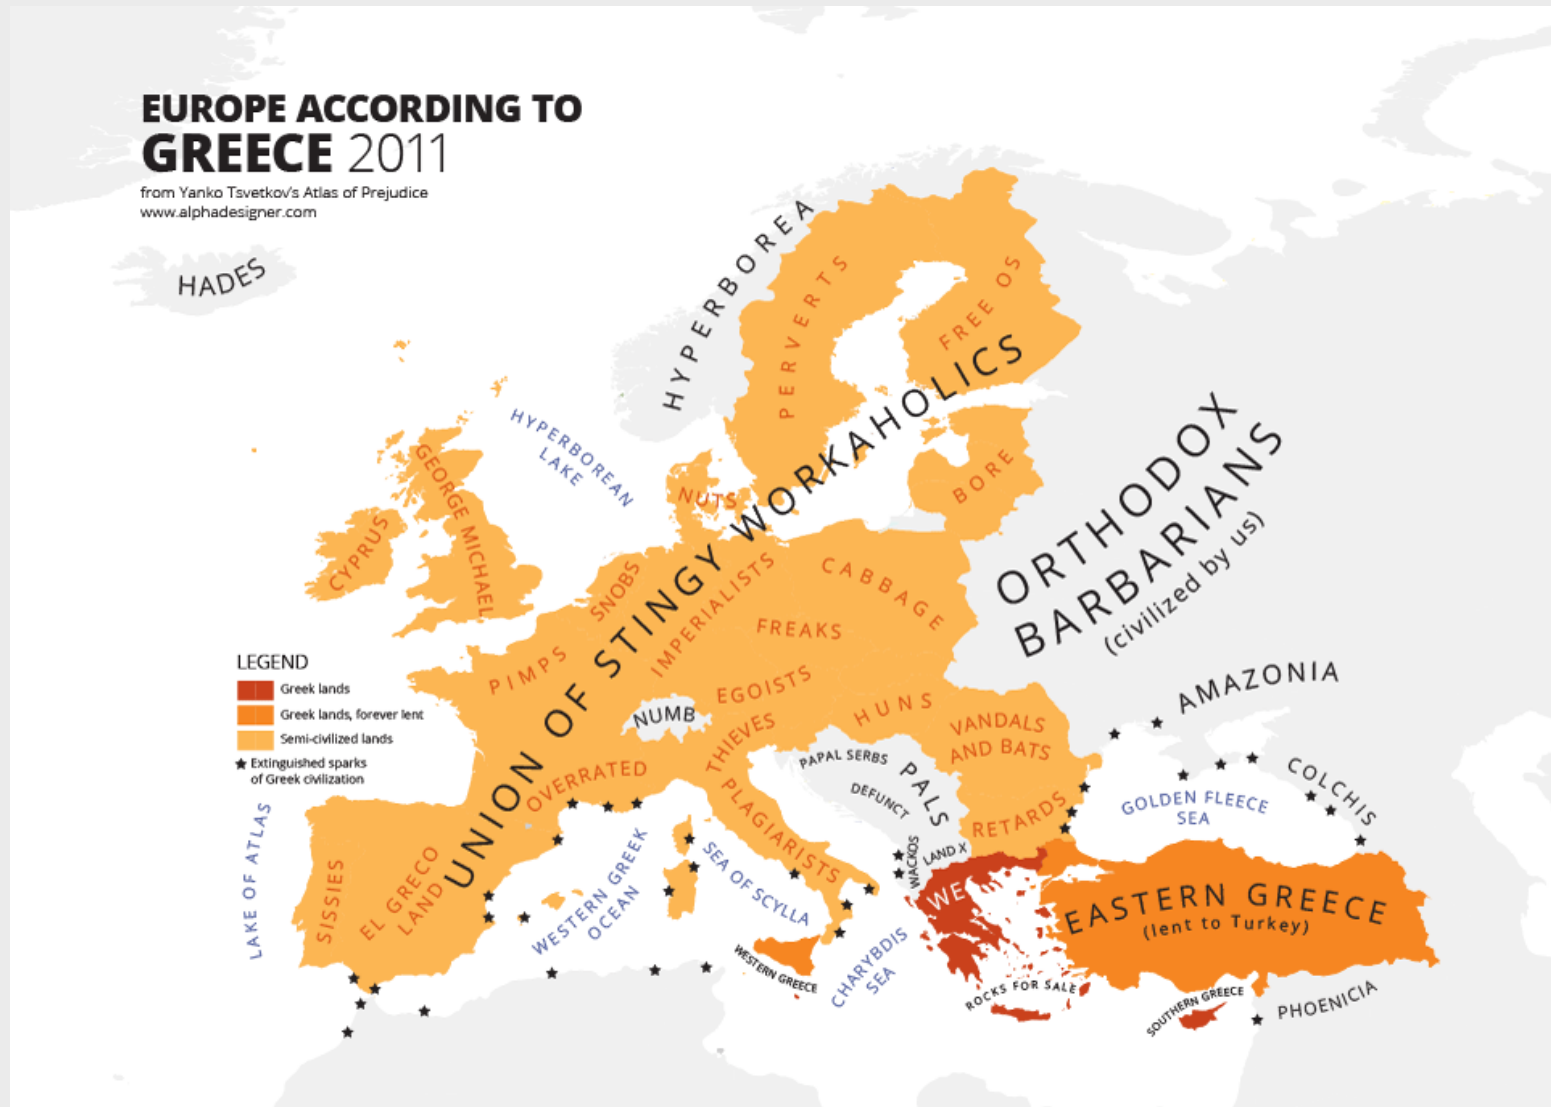 EUROPE ACCORDING TO
GREECE 2011
from Yanko Tsvetkov's Atlas of Prejudice
www.alphadesigner.com
HADES
HYPERBOREA
PERVERTS
FREE OS
HYPERBOREAN
LAKE
GEORGE MICHAEL
CYPRUS
NUTS
BORE
UNION OF STINGY WORKAHOLICS
ORTHODOX
BARBARIANS
(civilized by us)
SNOBS
IMPERIALISTS
CABBAGE
FREAKS
PIMPS
EGOISTS
NUMB
HUNS
THIEVES
VANDALS
AND BATS
AMAZONIA
LEGEND
Greek lands
Greek lands, forever lent
Semi-civilized lands
Extinguished sparks
of Greek civilization
OVERRATED
PAPAL SERBS
PALS
DEFUNCT
PLAGIARISTS
RETARDS
GOLDEN FLEECE
SEA
COLCHIS
LAKE OF ATLAS
SISSIES
EL GRECO
LAND
WESTERN GREEK
OCEAN
SEA OF SCYLLA
WACKOS
LAND X
WE
EASTERN GREECE
(lent to Turkey)
WESTERN GREECE
CHARYBDIS
SEA
ROCKS FOR SALE
SOUTHERN GREECE
PHOENICIA